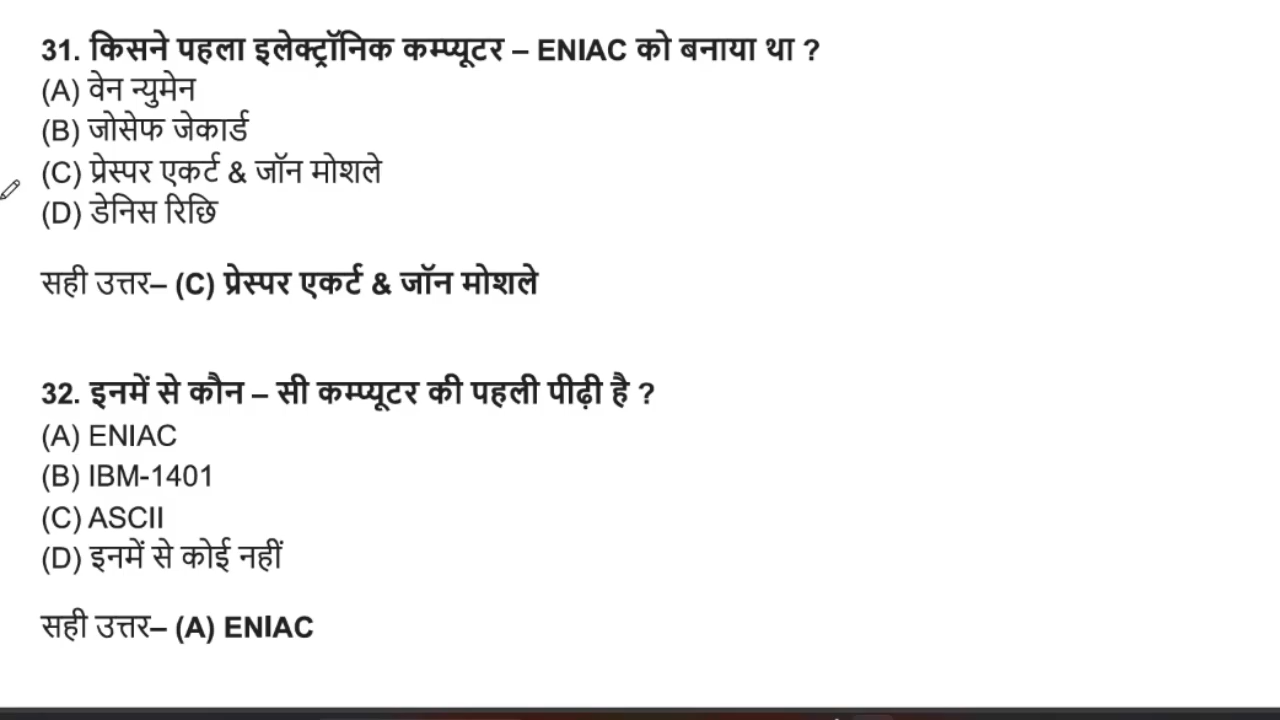 31. किसने पहला इलेक्ट्रॉनिक कम्प्यूटर – ENIAC को बनाया था ?
(A) वेन न्युमेन
(B) जोसेफ जेकार्ड
(C) प्रेस्पर एकर्ट & जॉन मोशले
(D) डेनिस रिछि
सही उत्तर– (C) प्रेस्पर एकर्ट & जॉन मोशले
32. इनमें से कौन – सी कम्प्यूटर की पहली पीढ़ी है ?
(A) ENIAC
(B) IBM-1401
(C) ASCII
(D) इनमें से कोई नहीं
सही उत्तर– (A) ENIAC